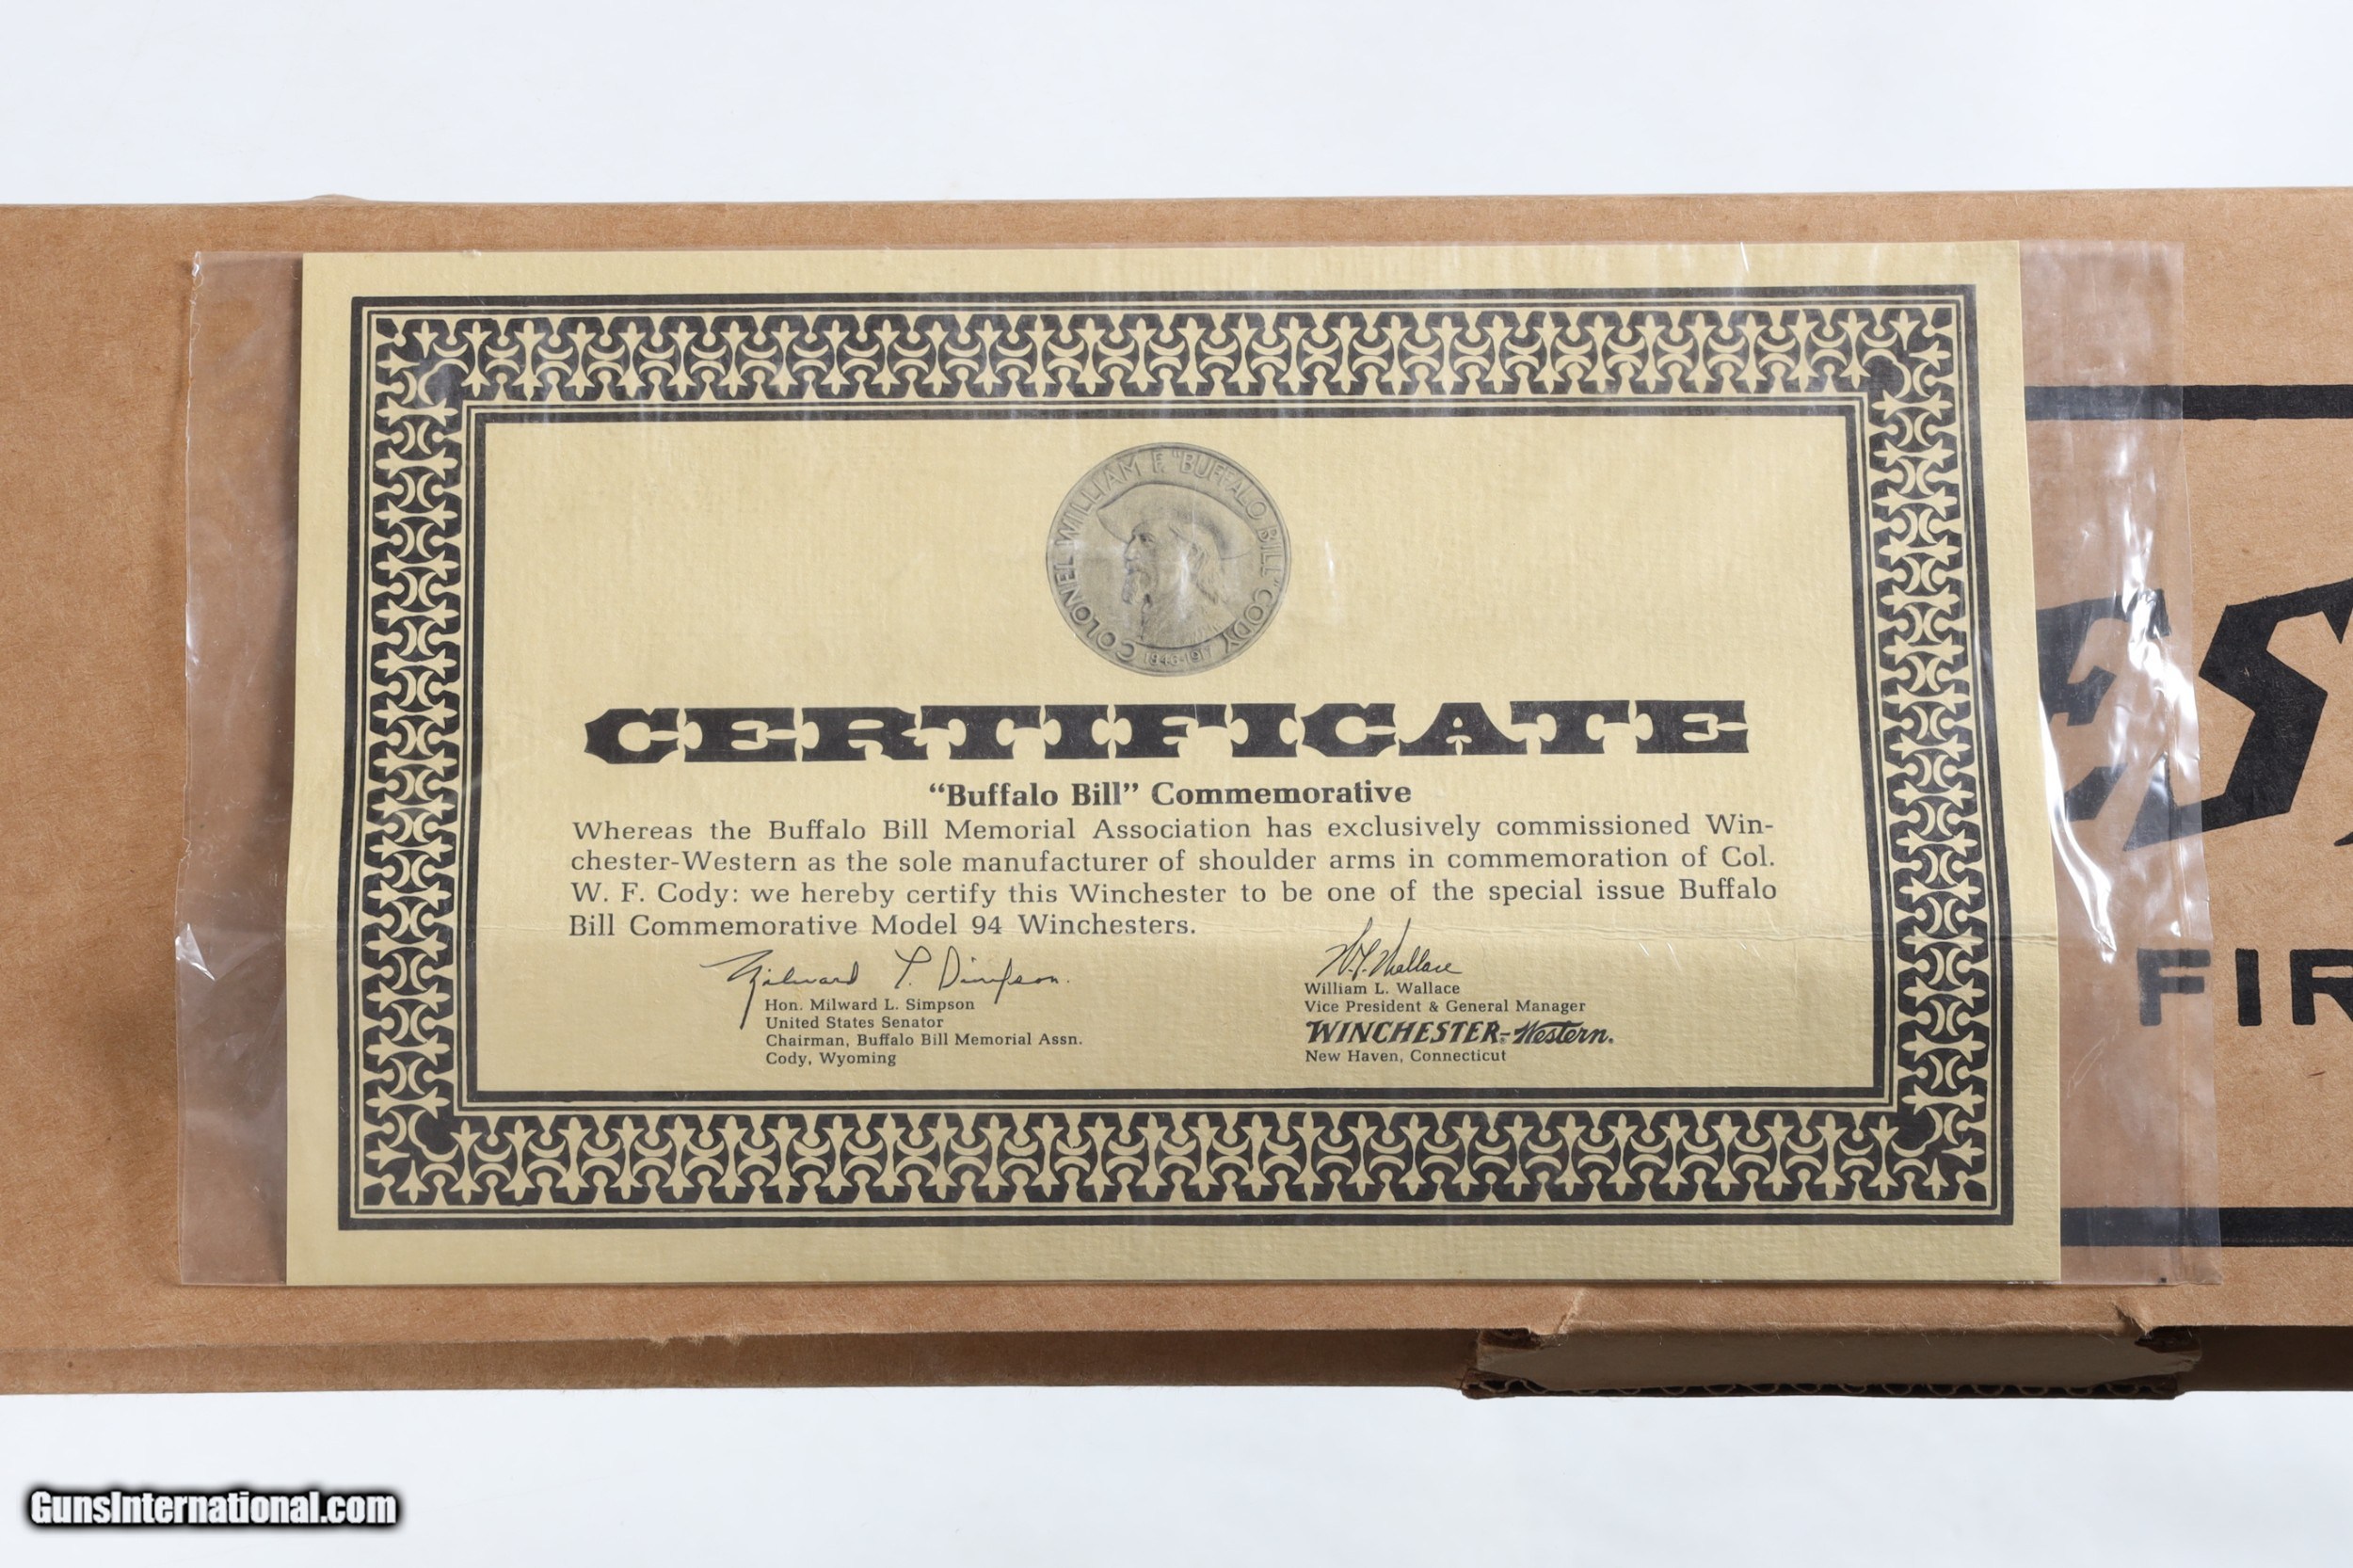 COLONEL WILLIAM F. "BUFFALO BILL" CODY
CERTIFICATE
“Buffalo Bill” Commemorative
Whereas the Buffalo Bill Memorial Association has exclusively commissioned Win-
chester-Western as the sole manufacturer of shoulder arms in commemoration of Col.
W. F. Cody: we hereby certify this Winchester to be one of the special issue Buffalo
Bill Commemorative Model 94 Winchesters.
Milward L. Simpson
Hon. Milward L. Simpson
United States Senator
Chairman, Buffalo Bill Memorial Assn.
Cody, Wyoming
W. L. Wallace
William L. Wallace
Vice President & General Manager
WINCHESTER-Western.
New Haven, Connecticut
FIR
GunsInternational.com